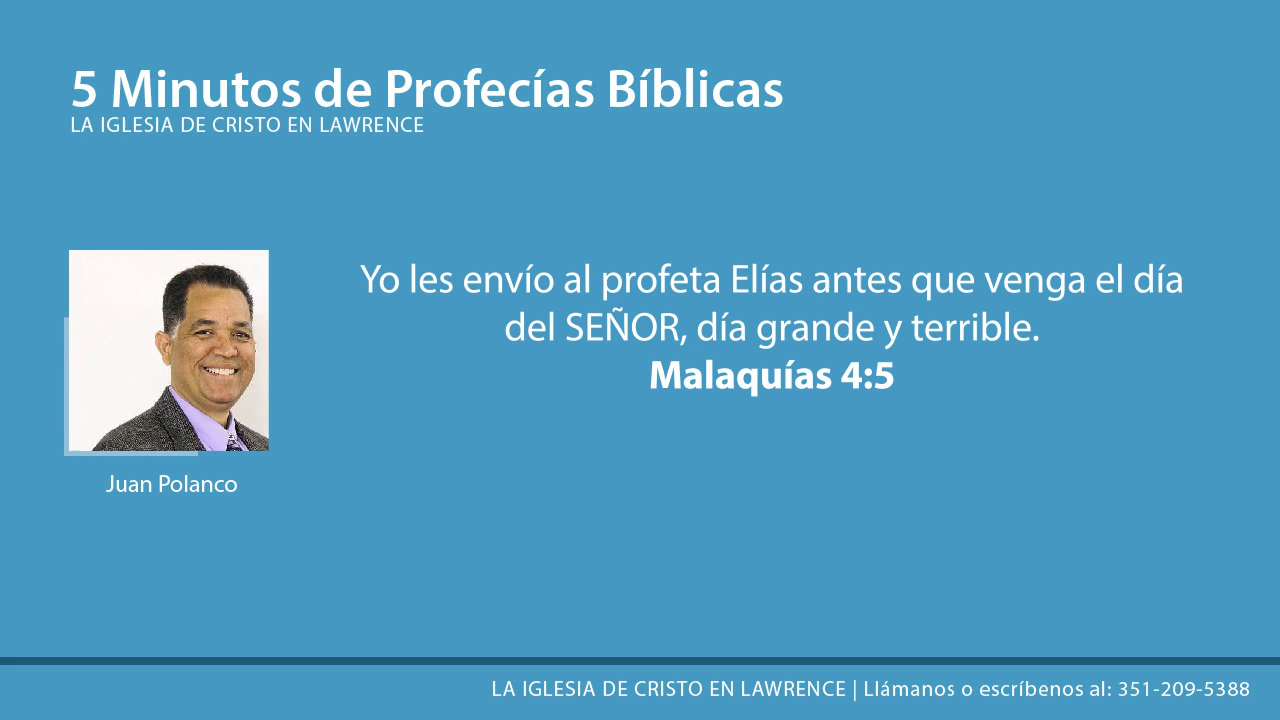 5 Minutos de Profecías Bíblicas
LA IGLESIA DE CRISTO EN LAWRENCE
Yo les envío al profeta Elías antes que venga el día
del SEÑOR, día grande y terrible.
Malaquías 4:5
Juan Polanco
LA IGLESIA DE CRISTO EN LAWRENCE | Llámanos o escríbenos al: 351-209-5388